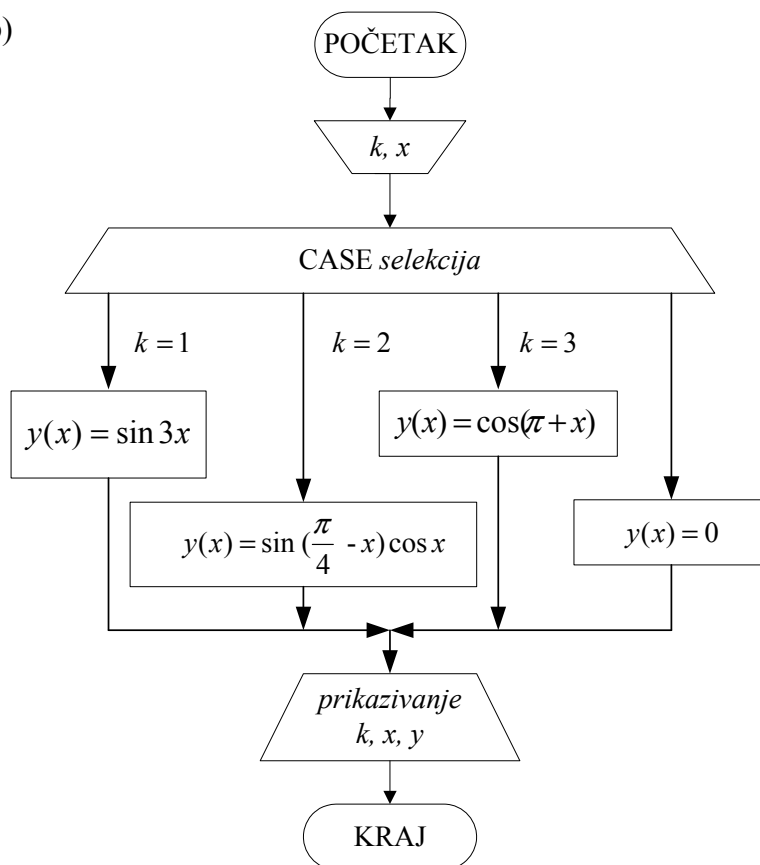 )
POČETAK
k, x
CASE selekcija
k = 1
k = 2
k = 3
y(x) = sin 3x
y(x) = cos(π + x)
y(x) = sin (π/4 - x) cos x
y(x) = 0
prikazivanje
k, x, y
KRAJ